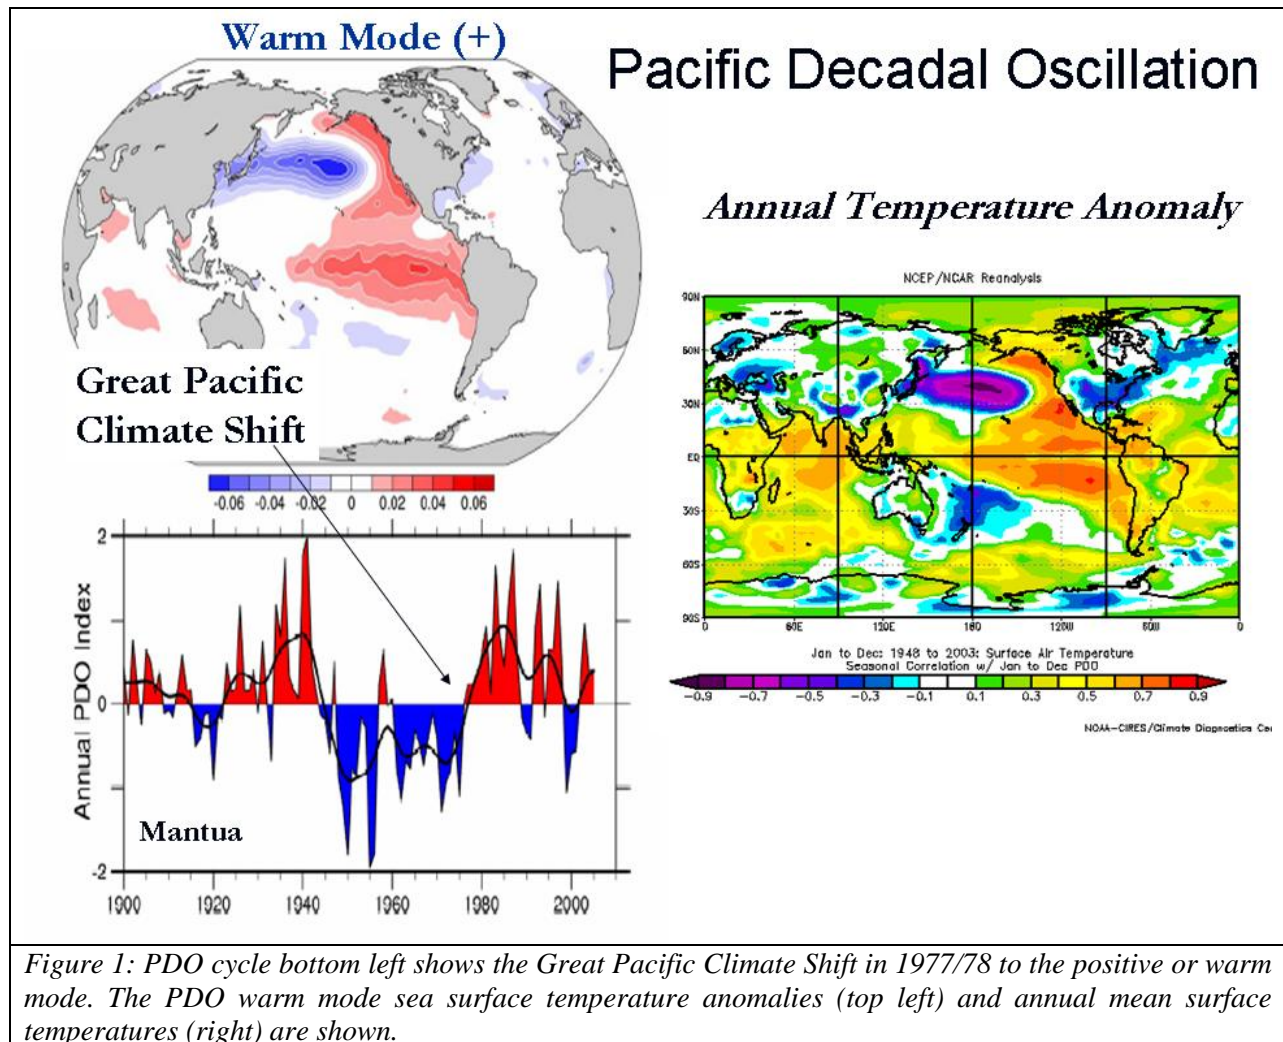 Warm Mode (+)
Pacific Decadal Oscillation
Annual Temperature Anomaly
Great Pacific
Climate Shift
-0.06 -0.04 -0.02 0 0.02 0.04 0.06
NCEP/NCAR Reanalysis
90N
60N
30N
EQ
30S
60S
90S
0 60E 120E 180 120W 60W 0
Jan to Dec: 1948 to 2003: Surface Air Temperature
Seasonal Correlation w/ Jan to Dec PDO
-0.9 -0.7 -0.5 -0.3 -0.1 0.1 0.3 0.5 0.7 0.9
NOAA-CIRES/Climate Diagnostics
Annual PDO Index
2
0
-2
Mantua
1900 1920 1940 1960 1980 2000
Figure 1: PDO cycle bottom left shows the Great Pacific Climate Shift in 1977/78 to the positive or warm
mode. The PDO warm mode sea surface temperature anomalies (top left) and annual mean surface
temperatures (right) are shown.